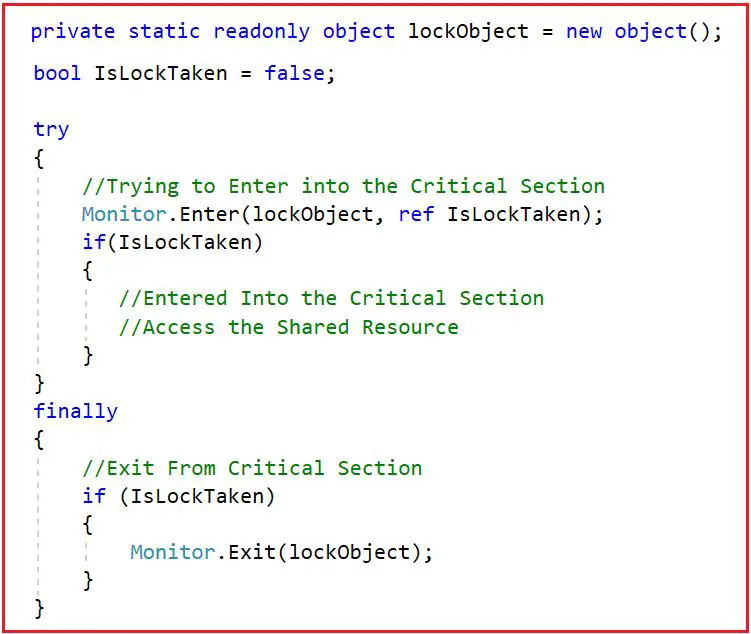 private static readonly object lockObject = new object();
bool IsLockTaken = false;
try
{
//Trying to Enter into the Critical Section
Monitor.Enter(lockObject, ref IsLockTaken);
if(IsLockTaken)
{
//Entered Into the Critical Section
//Access the Shared Resource
}
}
finally
{
//Exit From Critical Section
if (IsLockTaken)
{
Monitor.Exit(lockObject);
}
}